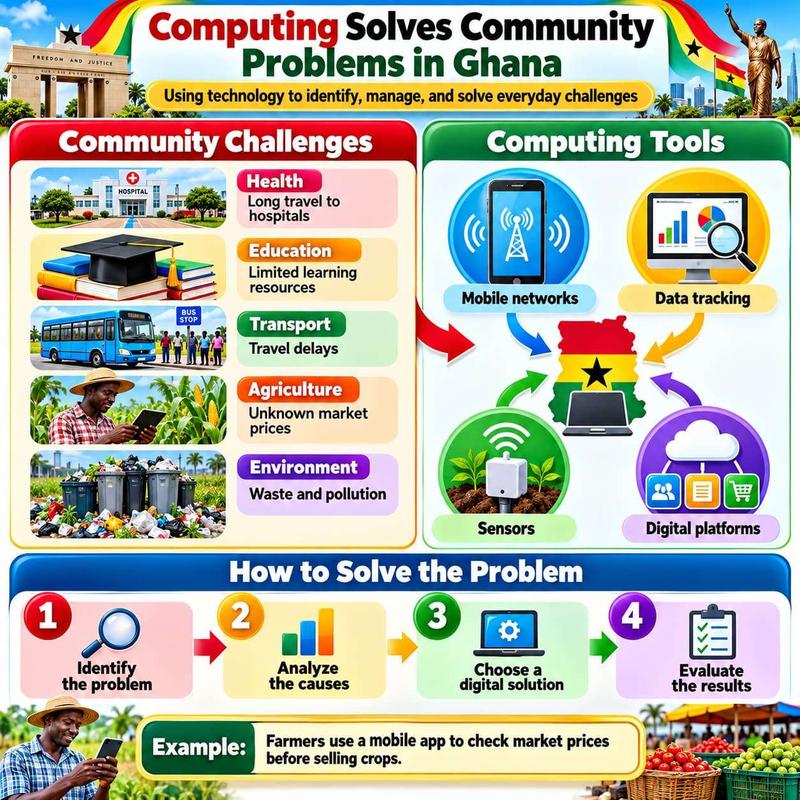 FREEDOM AND JUSTICE
Computing Solves Community
Problems in Ghana
Using technology to identify, manage, and solve everyday challenges
Community Challenges
HOSPITAL
Health
Long travel to
hospitals
Education
Limited learning
resources
BUS
STOP
Transport
Travel delays
Agriculture
Unknown market
prices
Environment
Waste and pollution
Computing Tools
Mobile networks
Data tracking
Sensors
Digital platforms
How to Solve the Problem
1
Identify
the problem
2
Analyze
the causes
3
Choose a
digital solution
4
Evaluate
the results
Example:
Farmers use a mobile app to check market prices
before selling crops.